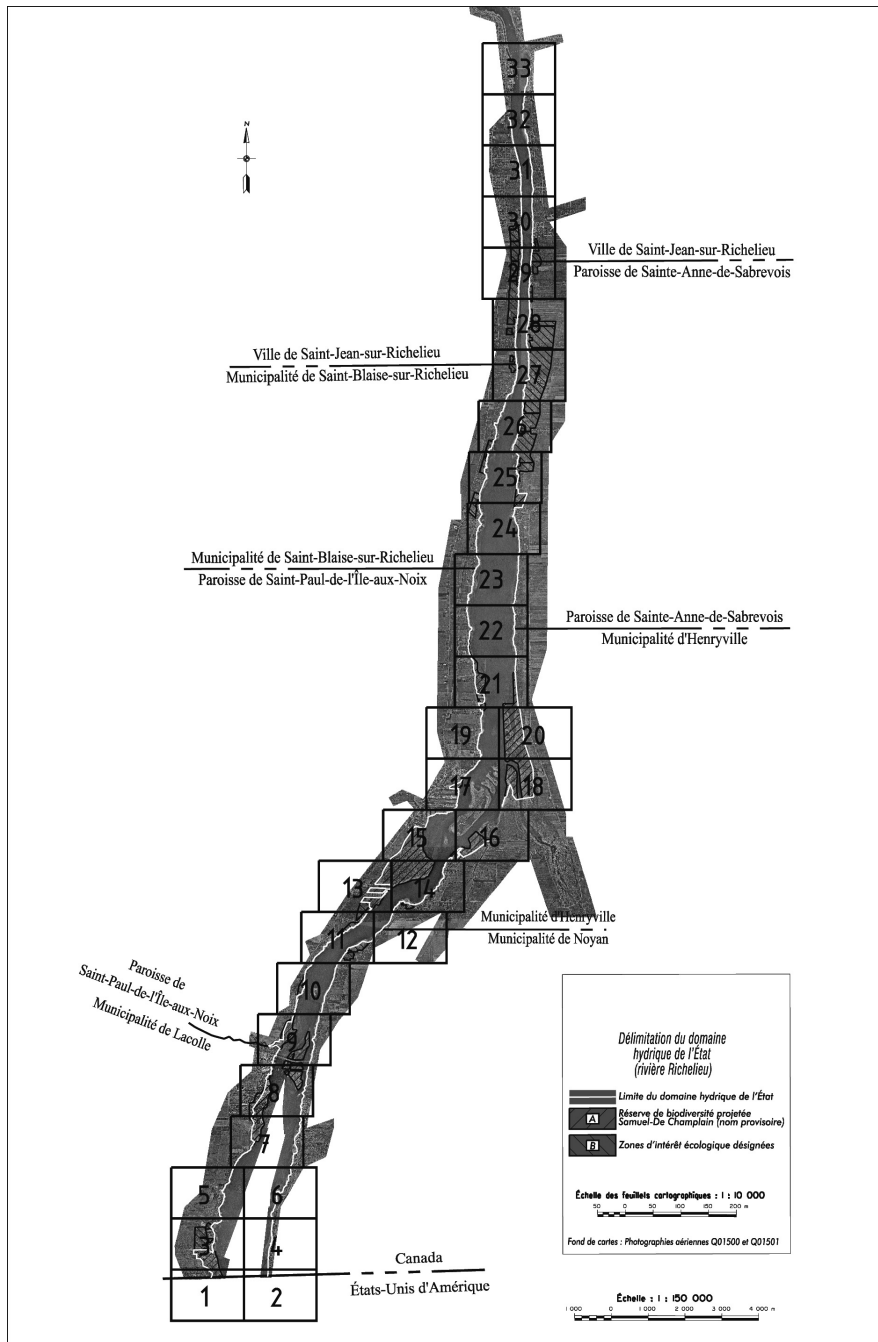 33
32
N
31
30
Ville de Saint-Jean-sur-Richelieu
Paroisse de Sainte-Anne-de-Sabrevois
29
28
Ville de Saint-Jean-sur-Richelieu
Municipalité de Saint-Blaise-sur-Richelieu
27
26
25
24
Municipalité de Saint-Blaise-sur-Richelieu
Paroisse de Saint-Paul-de-l'Île-aux-Noix
23
Paroisse de Sainte-Anne-de-Sabrevois
Municipalité d'Henryville
22
21
19 20
17 18
15 16
13 14
Municipalité d'Henryville
Municipalité de Noyan
11 12
10
Paroisse de
Saint-Paul-de-l'Île-aux-Noix
Municipalité de Lacolle
9
8
7
5 6
3 4
Canada
États-Unis d'Amérique
1 2
Délimitation du domaine
hydrique de l'État
(rivière Richelieu)
Limite du domaine hydrique de l'État
A Réserve de biodiversité projetée
Samuel-De Champlain (nom provisoire)
B Zones d'intérêt écologique désignées
Échelle des feuillets cartographiques : 1 : 10 000
50 0 50 100 150 200 m
Fond de cartes : Photographies aériennes Q01500 et Q01501
Échelle : 1 : 150 000
1 000 0 1 000 2 000 3 000 4 000 m